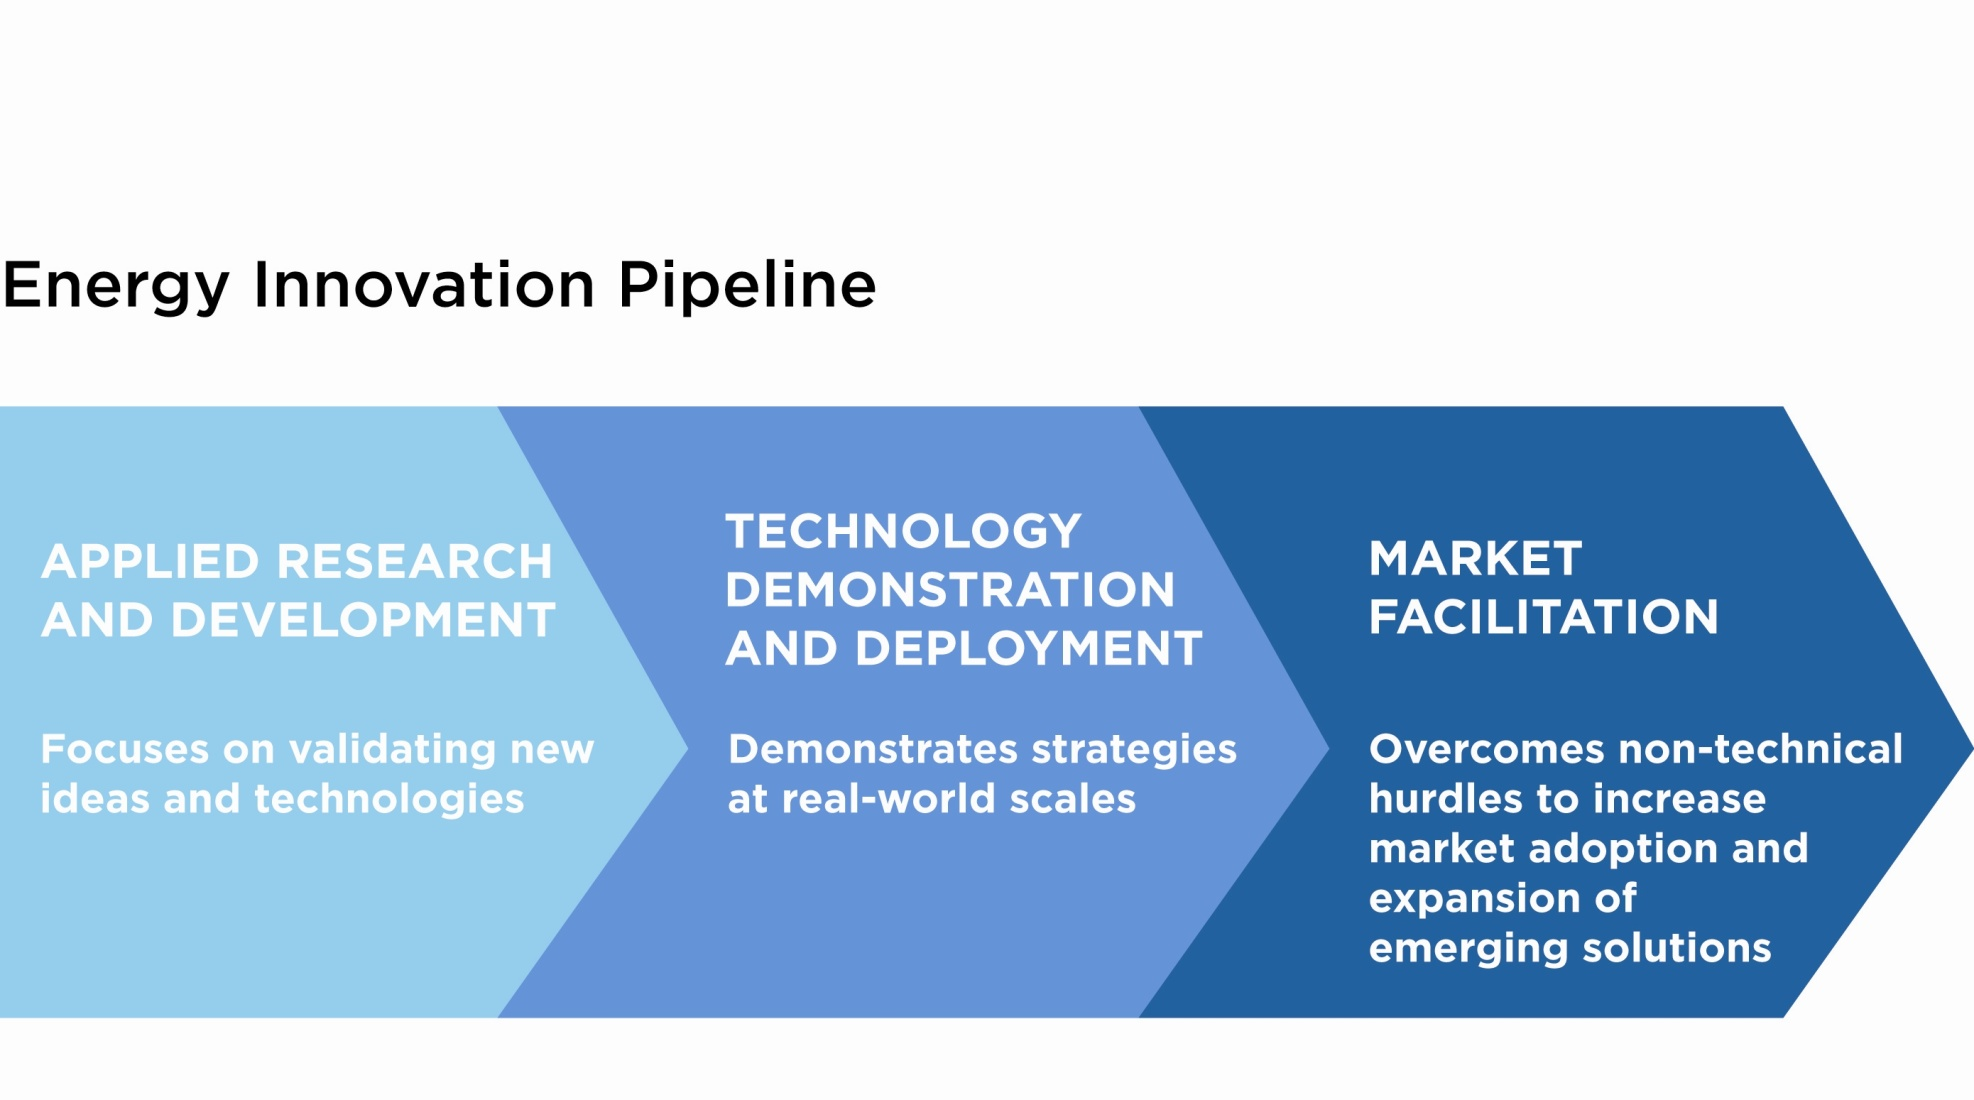 Energy Innovation Pipeline
APPLIED RESEARCH
AND DEVELOPMENT
Focuses on validating new
ideas and technologies
TECHNOLOGY
DEMONSTRATION
AND DEPLOYMENT
Demonstrates strategies
at real-world scales
MARKET
FACILITATION
Overcomes non-technical
hurdles to increase
market adoption and
expansion of
emerging solutions